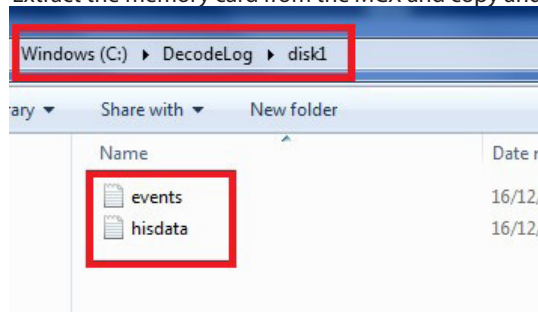 Extract the memory card from the MCX and copy and
Windows (C:) ▸ DecodeLog ▸ disk1
rary ▾ Share with ▾ New folder
Name Date r
events 16/12/
hisdata 16/12/